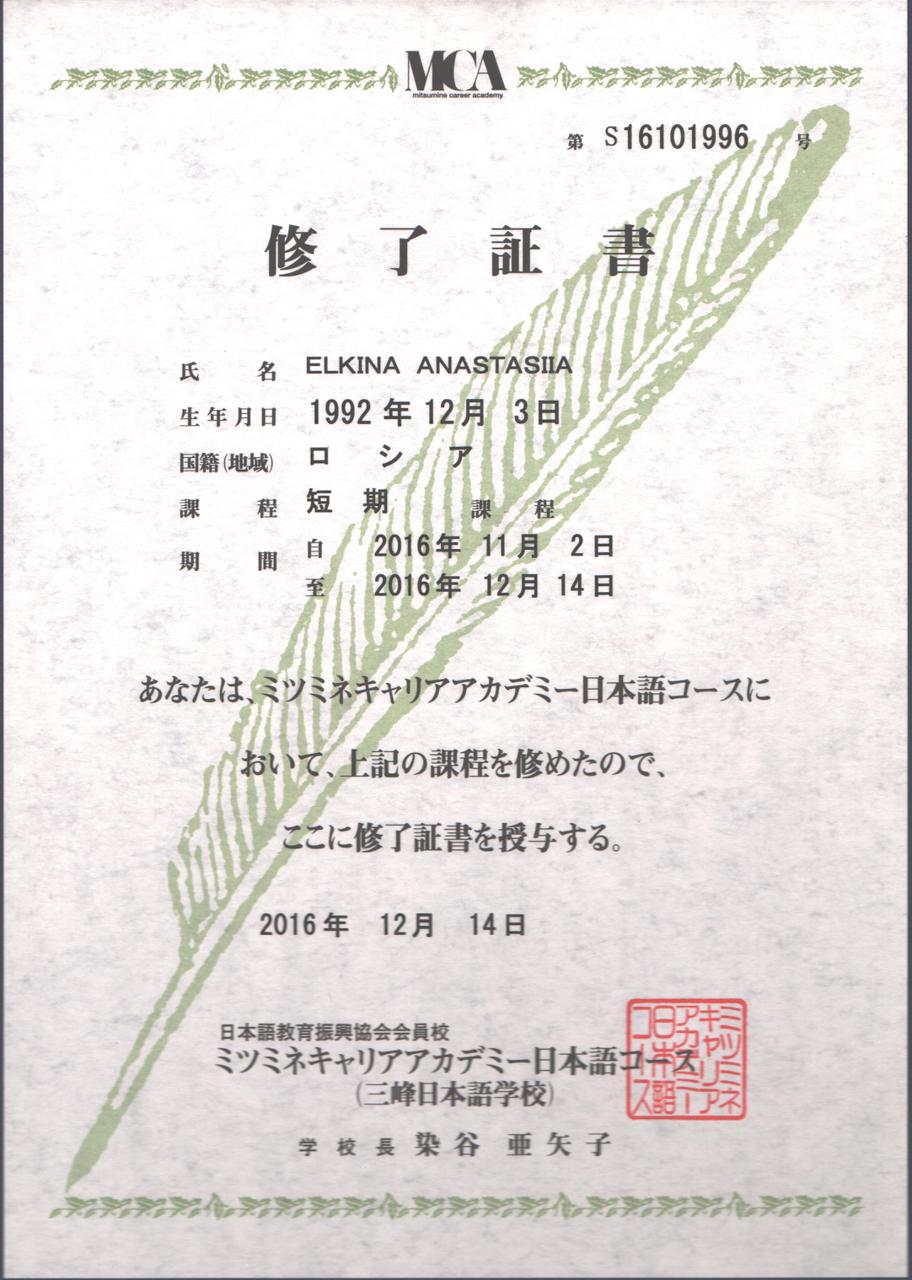 MCA
mitsumine career academy
第 S16101996 号
修了証書
氏名 ELKINA ANASTASIIA
生年月日 1992年12月3日
国籍(地域) ロシア
課程 短期課程
期間 自 2016年11月2日
至 2016年12月14日
あなたは、ミツミネキャリアアカデミー日本語コースに
おいて、上記の課程を修めたので、
ここに修了証書を授与する。
2016年 12月 14日
日本語教育振興協会会員校
ミツミネキャリアアカデミー日本語コース
(三峰日本語学校)
学校長 染谷 亜矢子
ミツミネ
キャリア
アカデミー
日本語
コース